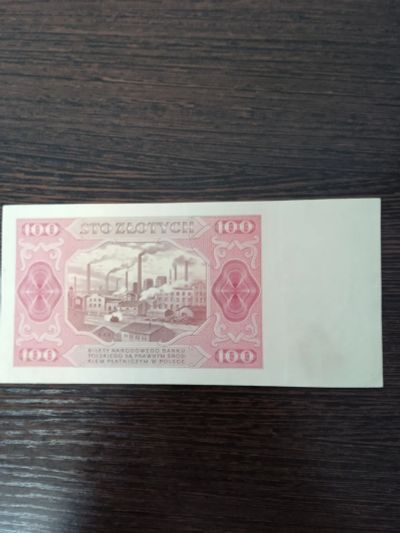 100 STO ZŁOTYCH 100
BILETY NARODOWEGO BANKU
POLSKIEGO SĄ PRAWNYM ŚROD
KIEM PŁATNICZYM W POLSCE
100 100